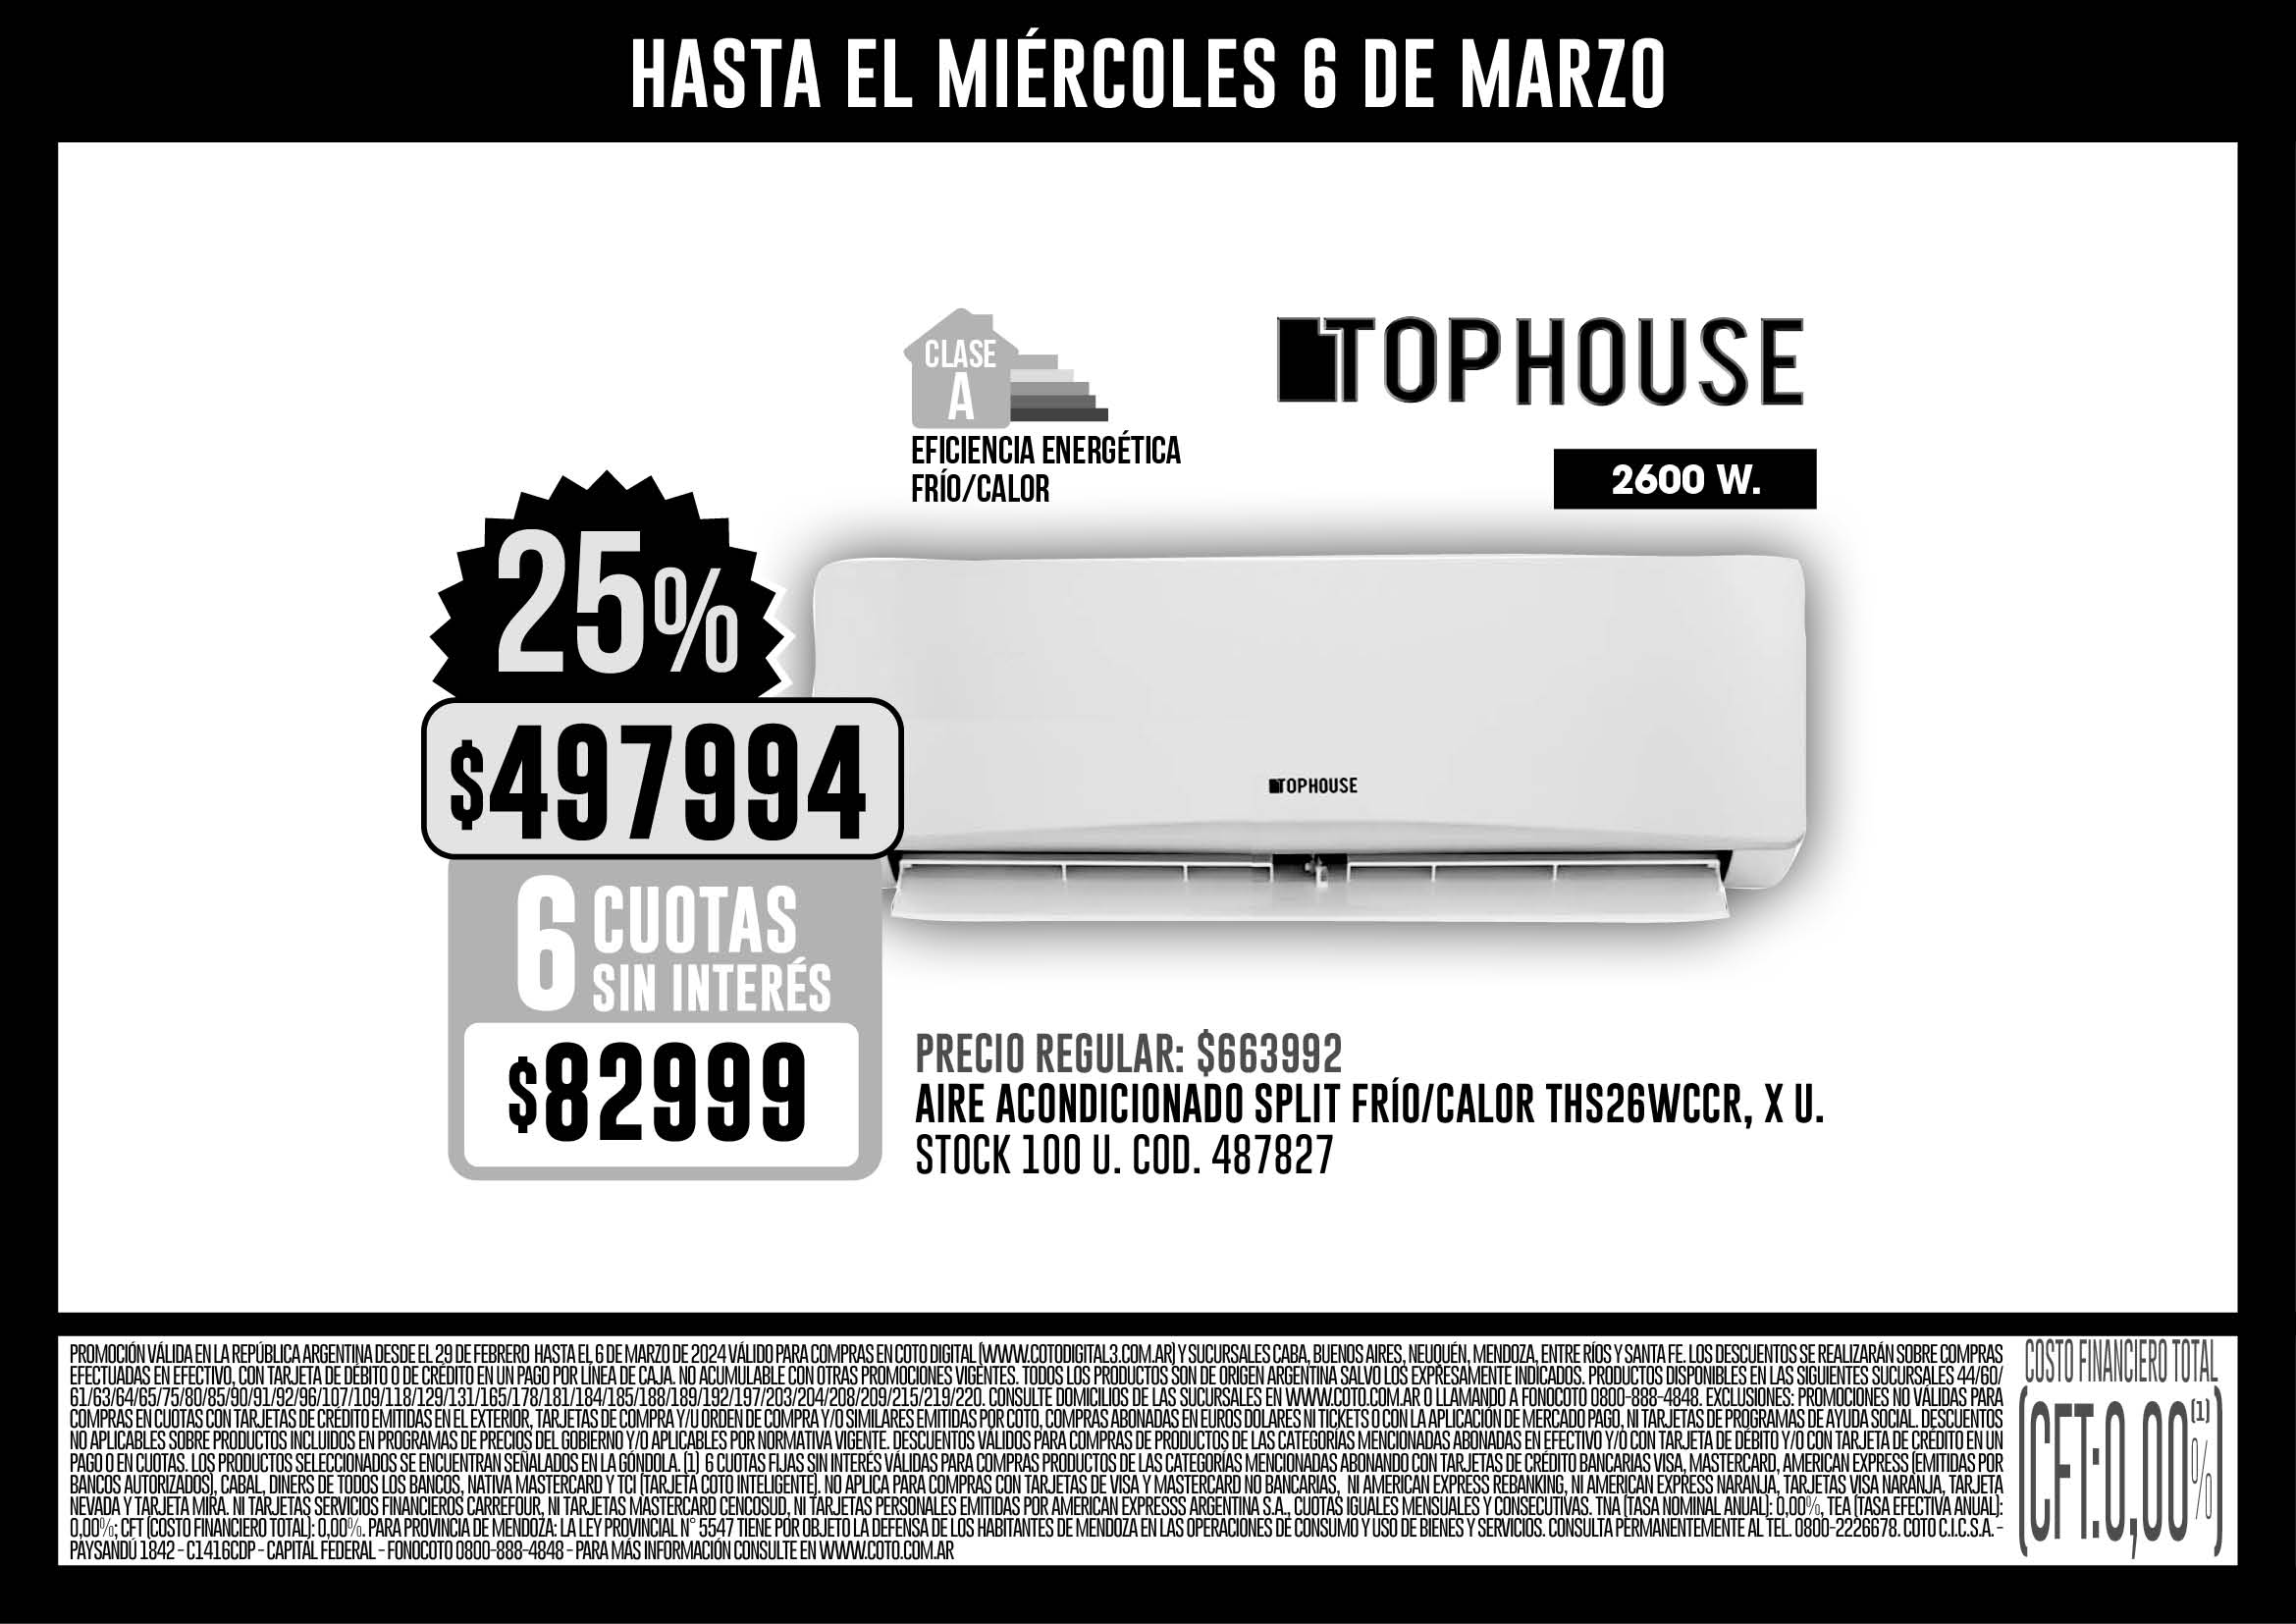 HASTA EL MIÉRCOLES 6 DE MARZO
CLASE
A
EFICIENCIA ENERGÉTICA
FRÍO/CALOR
TOPHOUSE
2600 W.
25%
$497994
6 CUOTAS
SIN INTERÉS
$82999
TOPHOUSE
PRECIO REGULAR: $663992
AIRE ACONDICIONADO SPLIT FRÍO/CALOR THS26WCCR, X U.
STOCK 100 U. COD. 487827
PROMOCIÓN VÁLIDA EN LA REPÚBLICA ARGENTINA DESDE EL 29 DE FEBRERO HASTA EL 6 DE MARZO DE 2024 VÁLIDO PARA COMPRAS EN COTO DIGITAL (WWW.COTODIGITAL3.COM.AR) Y SUCURSALES CABA, BUENOS AIRES, NEUQUÉN, MENDOZA, ENTRE RÍOS Y SANTA FE. LOS DESCUENTOS SE REALIZARÁN SOBRE COMPRAS
EFECTUADAS EN EFECTIVO, CON TARJETA DE DÉBITO O DE CRÉDITO EN UN PAGO POR LÍNEA DE CAJA. NO ACUMULABLE CON OTRAS PROMOCIONES VIGENTES. TODOS LOS PRODUCTOS SON DE ORIGEN ARGENTINA SALVO LOS EXPRESAMENTE INDICADOS. PRODUCTOS DISPONIBLES EN LAS SIGUIENTES SUCURSALES 44/60/
61/63/64/65/75/80/85/90/91/92/96/107/109/118/129/131/165/178/181/184/185/188/189/192/197/203/204/208/209/215/219/220. CONSULTE DOMICILIOS DE LAS SUCURSALES EN WWW.COTO.COM.AR O LLAMANDO A FONOCOTO 0800-888-4848. EXCLUSIONES: PROMOCIONES NO VÁLIDAS PARA
COMPRAS EN CUOTAS CON TARJETAS DE CRÉDITO EMITIDAS EN EL EXTERIOR, TARJETAS DE COMPRA Y/U ORDEN DE COMPRA Y/O SIMILARES EMITIDAS POR COTO, COMPRAS ABONADAS EN EUROS DOLARES NI TICKETS O CON LA APLICACIÓN DE MERCADO PAGO, NI TARJETAS DE PROGRAMAS DE AYUDA SOCIAL. DESCUENTOS
NO APLICABLES SOBRE PRODUCTOS INCLUIDOS EN PROGRAMAS DE PRECIOS DEL GOBIERNO Y/O APLICABLES POR NORMATIVA VIGENTE. DESCUENTOS VÁLIDOS PARA COMPRAS DE PRODUCTOS DE LAS CATEGORÍAS MENCIONADAS ABONADAS EN EFECTIVO Y/O CON TARJETA DE DÉBITO Y/O CON TARJETA DE CRÉDITO EN UN
PAGO O EN CUOTAS. LOS PRODUCTOS SELECCIONADOS SE ENCUENTRAN SEÑALADOS EN LA GÓNDOLA. (1) 6 CUOTAS FIJAS SIN INTERÉS VÁLIDAS PARA COMPRAS PRODUCTOS DE LAS CATEGORÍAS MENCIONADAS ABONANDO CON TARJETAS DE CRÉDITO BANCARIAS VISA, MASTERCARD, AMERICAN EXPRESS (EMITIDAS POR
BANCOS AUTORIZADOS), CABAL, DINERS DE TODOS LOS BANCOS, NATIVA MASTERCARD Y TCI (TARJETA COTO INTELIGENTE). NO APLICA PARA COMPRAS CON TARJETAS DE VISA Y MASTERCARD NO BANCARIAS, NI AMERICAN EXPRESS REBANKING, NI AMERICAN EXPRESS NARANJA, TARJETAS VISA NARANJA, TARJETA
NEVADA Y TARJETA MIRA. NI TARJETAS SERVICIOS FINANCIEROS CARREFOUR, NI TARJETAS MASTERCARD CENCOSUD, NI TARJETAS PERSONALES EMITIDAS POR AMERICAN EXPRESSS ARGENTINA S.A., CUOTAS IGUALES MENSUALES Y CONSECUTIVAS. TNA (TASA NOMINAL ANUAL): 0,00%, TEA (TASA EFECTIVA ANUAL):
0,00%; CFT (COSTO FINANCIERO TOTAL): 0,00%. PARA PROVINCIA DE MENDOZA: LA LEY PROVINCIAL N° 5547 TIENE POR OBJETO LA DEFENSA DE LOS HABITANTES DE MENDOZA EN LAS OPERACIONES DE CONSUMO Y USO DE BIENES Y SERVICIOS. CONSULTA PERMANENTEMENTE AL TEL. 0800-2226678. COTO C.I.C.S.A. –
PAYSANDÚ 1842 – C1416CDP – CAPITAL FEDERAL – FONOCOTO 0800-888-4848 – PARA MÁS INFORMACIÓN CONSULTE EN WWW.COTO.COM.AR
COSTO FINANCIERO TOTAL
(CFT:0,00%(1))